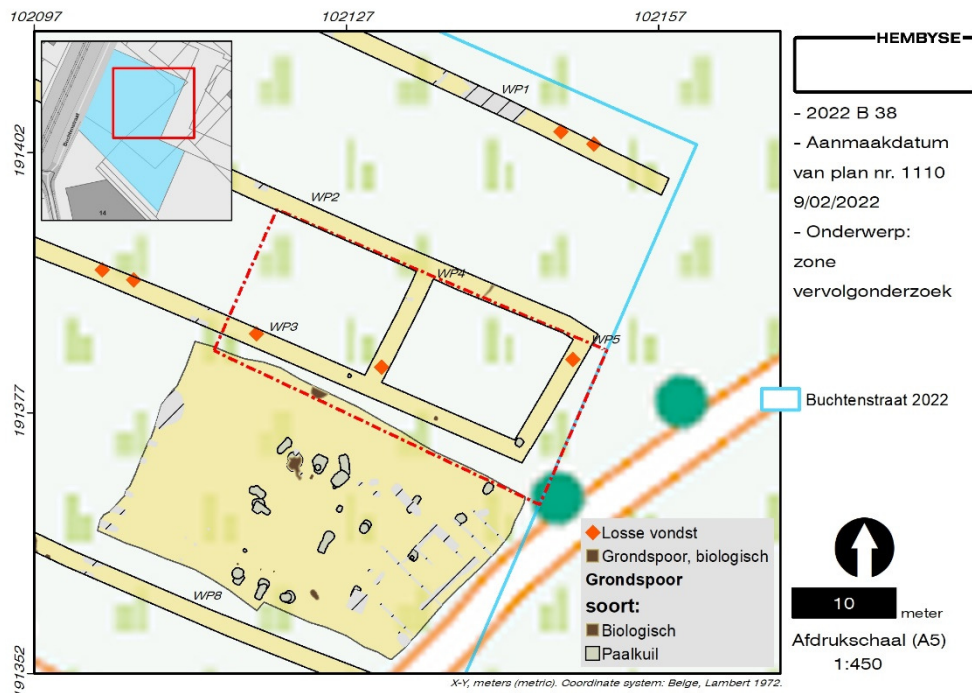 102097
102127
102157
191402
191377
191352
Buchtenstraat
14
WP1
WP2
WP4
WP3
WP5
WP8
Losse vondst
Grondspoor, biologisch
Grondspoor
soort:
Biologisch
Paalkuil
X-Y, meters (metric). Coordinate system: Belge, Lambert 1972.
HEMBYSE
- 2022 B 38
- Aanmaakdatum
van plan nr. 1110
9/02/2022
- Onderwerp:
zone
vervolgonderzoek
Buchtenstraat 2022
10
meter
Afdrukschaal (A5)
1:450